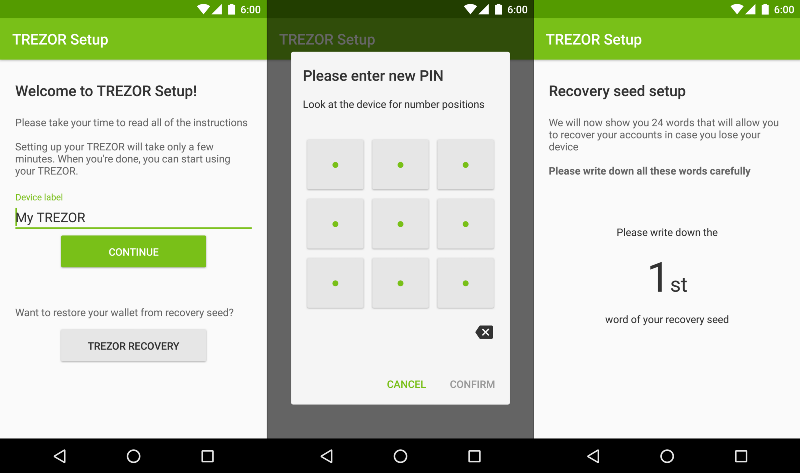 6:00
TREZOR Setup
Welcome to TREZOR Setup!
Please take your time to read all of the instructions
Setting up your TREZOR will take only a few
minutes. When you're done, you can start using
your TREZOR.
Device label
My TREZOR
CONTINUE
Want to restore your wallet from recovery seed?
TREZOR RECOVERY
6:00
TREZOR Setup
Please enter new PIN
Look at the device for number positions
CANCEL
CONFIRM
6:00
TREZOR Setup
Recovery seed setup
We will now show you 24 words that will allow you
to recover your accounts in case you lose your
device
Please write down all these words carefully
Please write down the
1st
word of your recovery seed